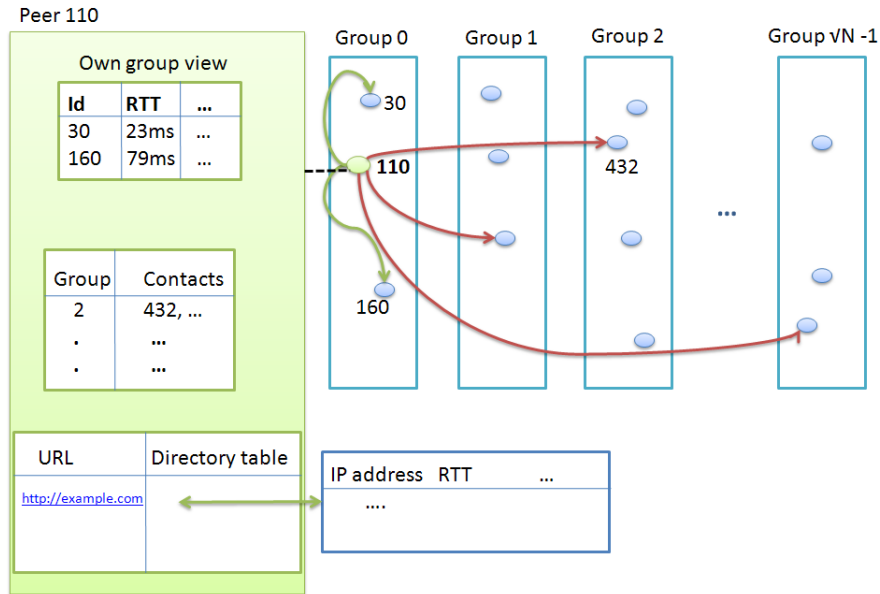 Peer 110
Own group view
Id RTT ...
30 23ms ...
160 79ms ...
Group Contacts
2 432, ...
. ...
. ...
URL Directory table
http://example.com
Group 0 Group 1 Group 2 Group √N -1
30
110
432
160
...
IP address RTT ...
....